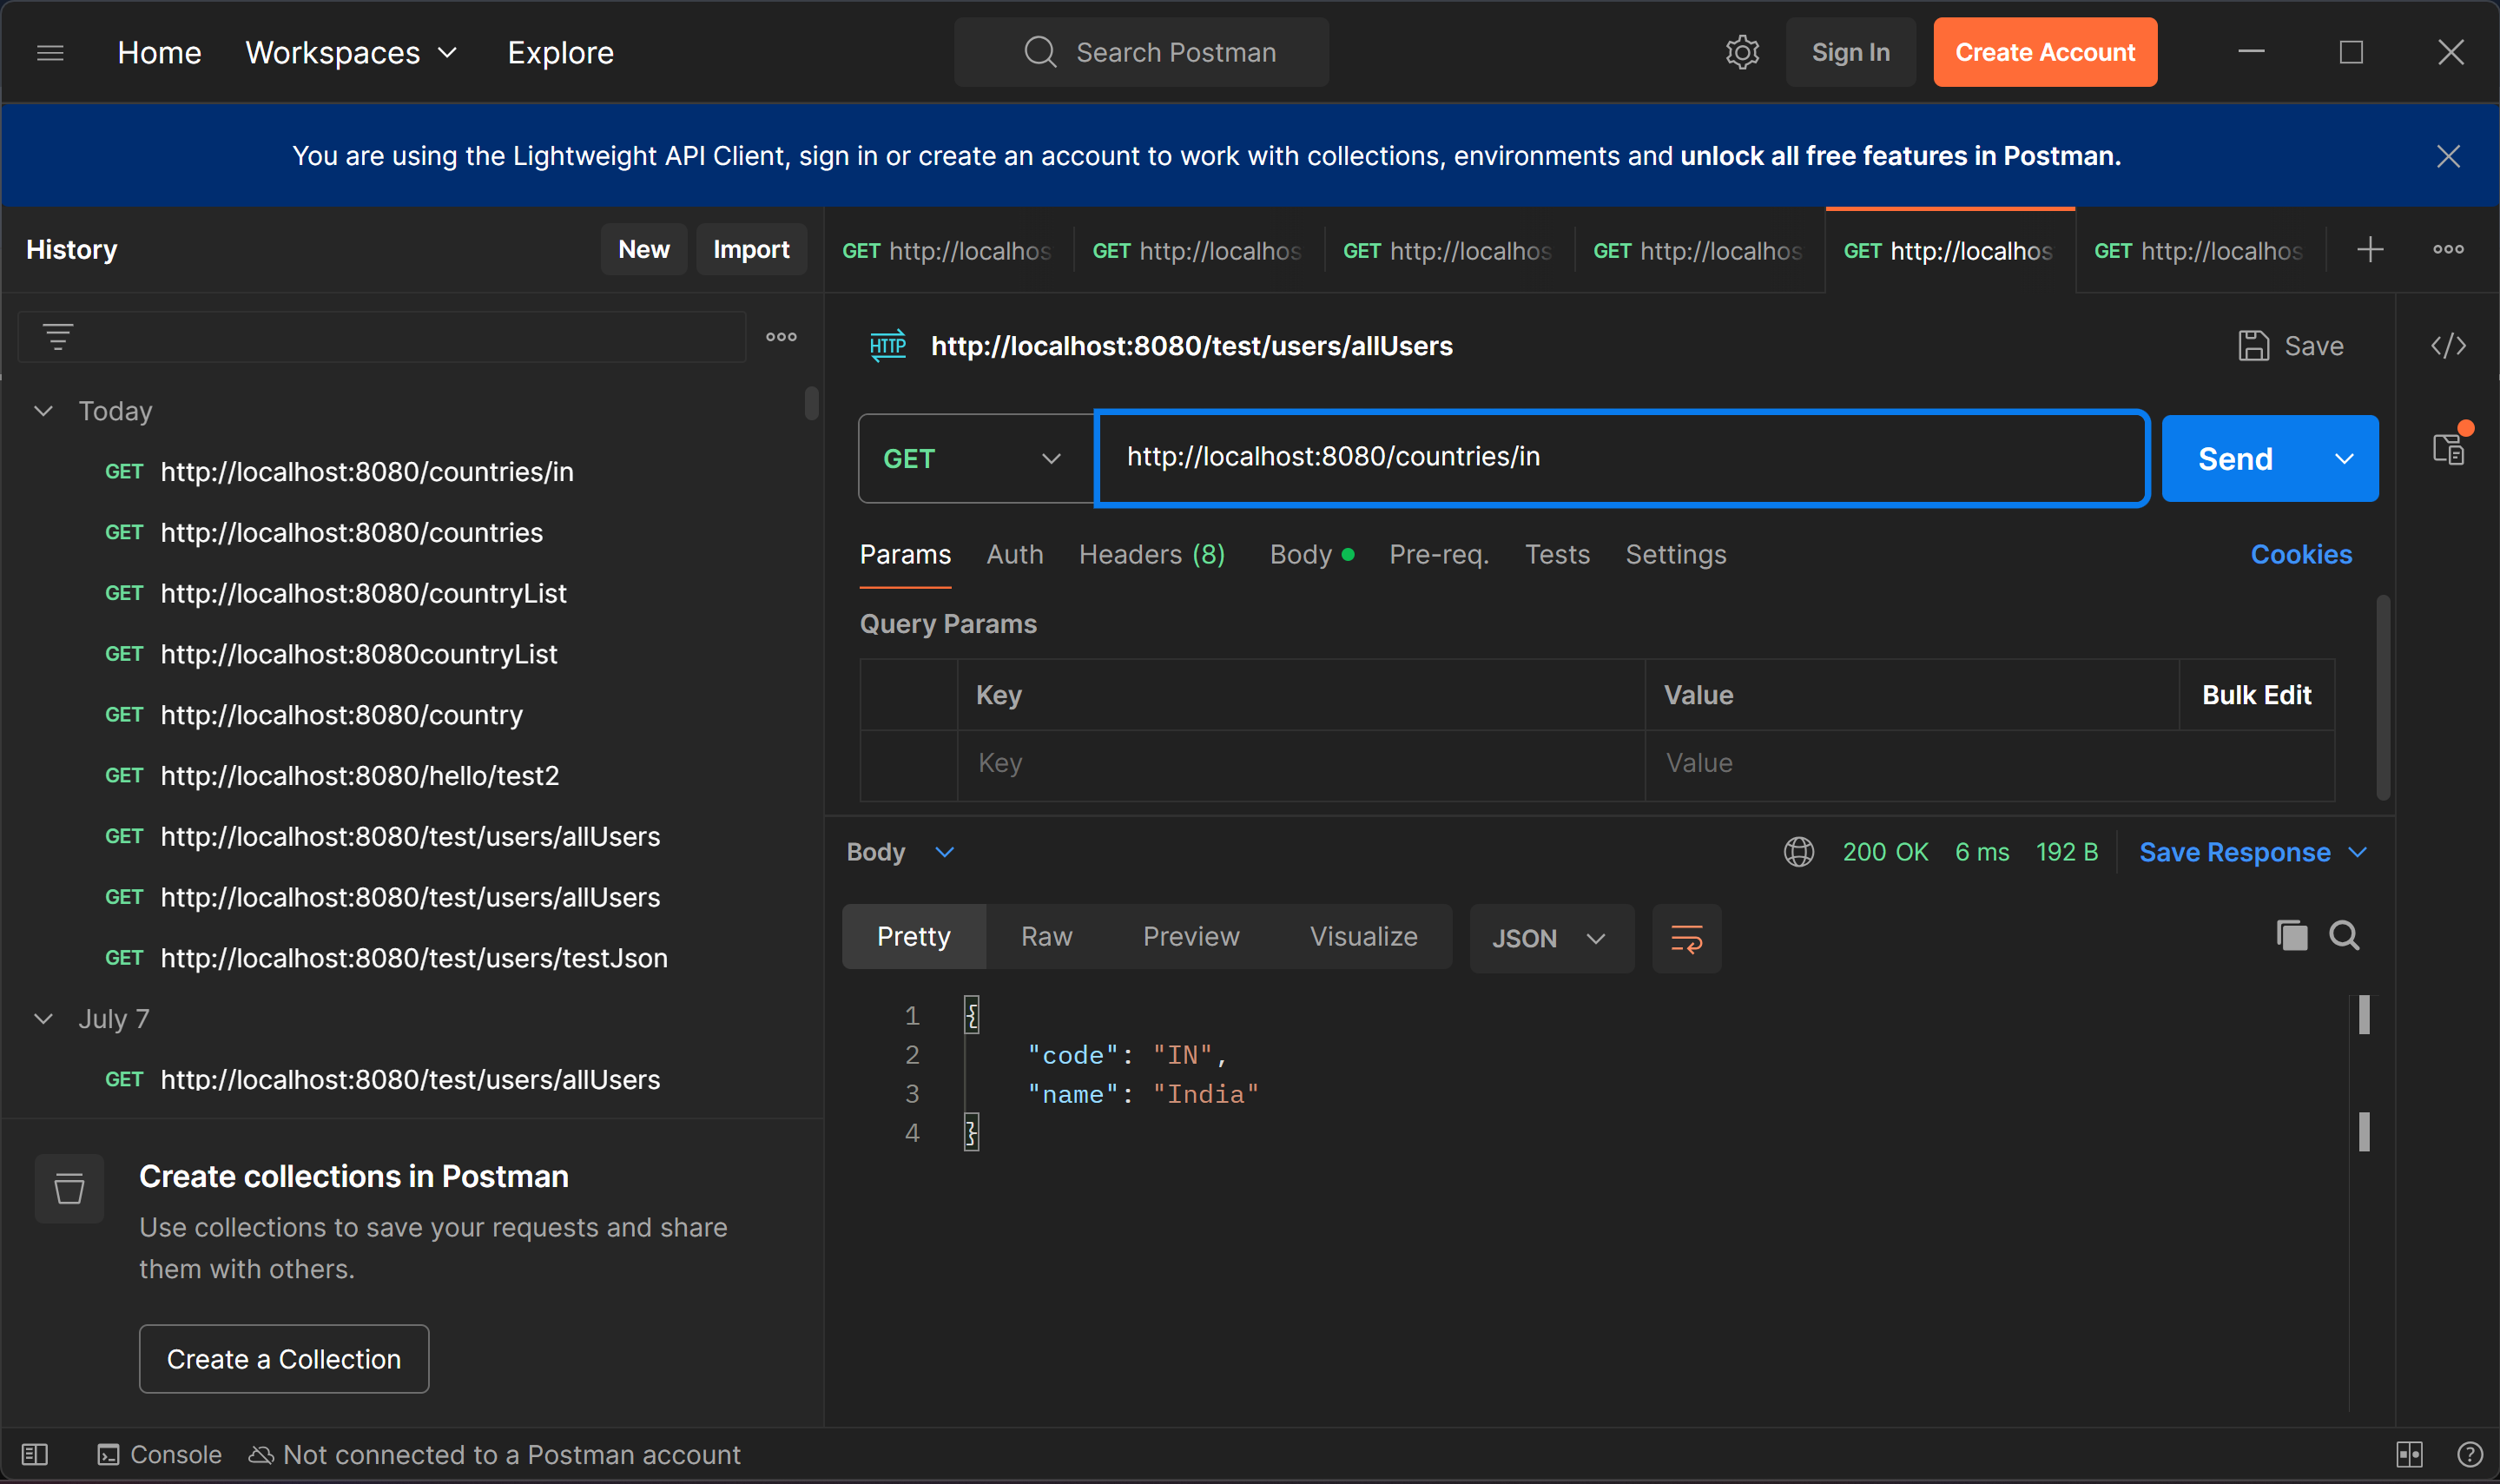 Home Workspaces Explore Search Postman Sign In Create Account
You are using the Lightweight API Client, sign in or create an account to work with collections, environments and unlock all free features in Postman.
History New Import
GET http://localhos GET http://localhos GET http://localhos GET http://localhos GET http://localhos GET http://localhos
Today
GET http://localhost:8080/countries/in
GET http://localhost:8080/countries
GET http://localhost:8080/countryList
GET http://localhost:8080countryList
GET http://localhost:8080/country
GET http://localhost:8080/hello/test2
GET http://localhost:8080/test/users/allUsers
GET http://localhost:8080/test/users/allUsers
GET http://localhost:8080/test/users/testJson
July 7
GET http://localhost:8080/test/users/allUsers
Create collections in Postman
Use collections to save your requests and share
them with others.
Create a Collection
HTTP http://localhost:8080/test/users/allUsers Save
GET http://localhost:8080/countries/in Send
Params Auth Headers (8) Body Pre-req. Tests Settings Cookies
Query Params
Key Value Bulk Edit
Key Value
Body 200 OK 6 ms 192 B Save Response
Pretty Raw Preview Visualize JSON
1 {
2 "code": "IN",
3 "name": "India"
4 }
Console Not connected to a Postman account